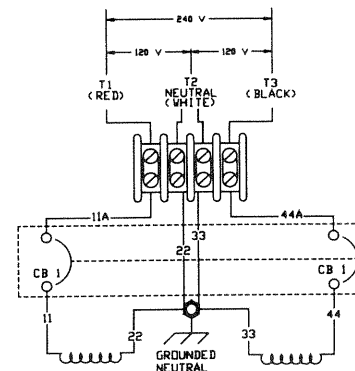 240 V
120 V
120 V
T1
(RED)
T2
NEUTRAL
(WHITE)
T3
(BLACK)
11A
44A
33
22
CB 1
CB 1
11
22
33
44
GROUNDED
NEUTRAL